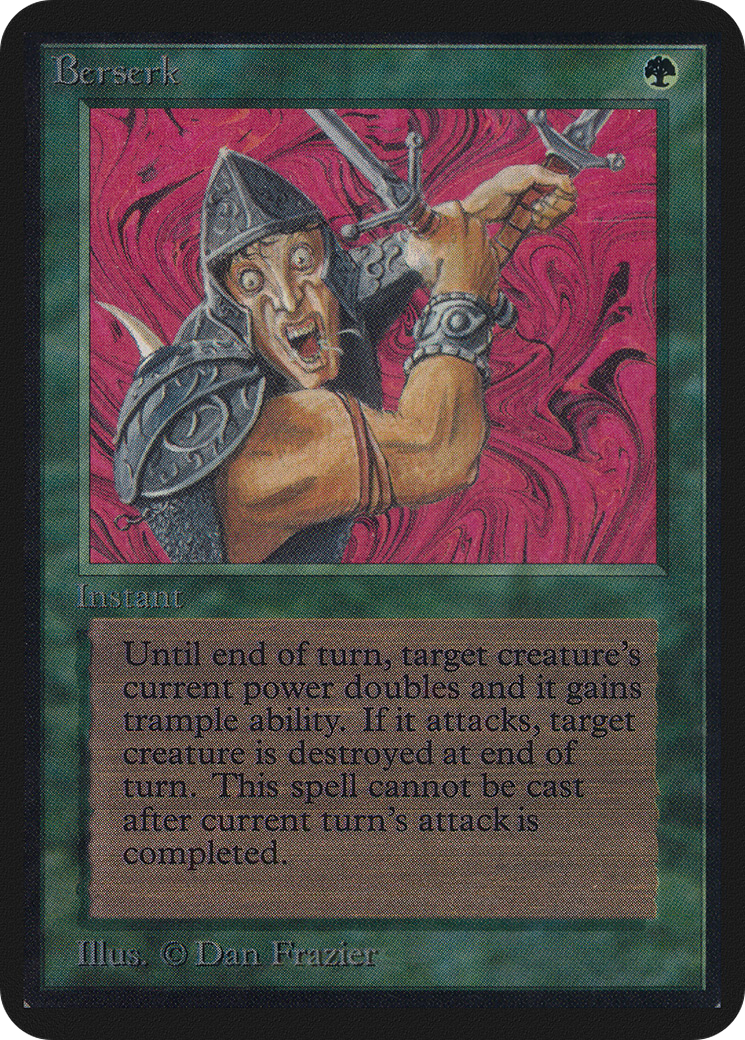 Berserk
Instant
Until end of turn, target creature's
current power doubles and it gains
trample ability. If it attacks, target
creature is destroyed at end of
turn. This spell cannot be cast
after current turn's attack is
completed.
Illus. © Dan Frazier